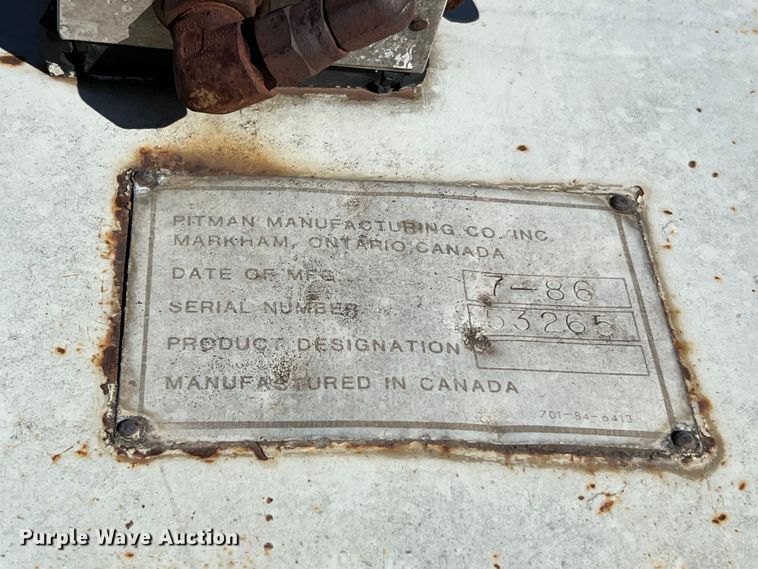 PITMAN MANUFACTURING CO. INC.
MARKHAM, ONTARIO, CANADA
DATE OF MFG. 7-86
SERIAL NUMBER 53265
PRODUCT DESIGNATION
MANUFACTURED IN CANADA
701-84-6413
Purple Wave Auction